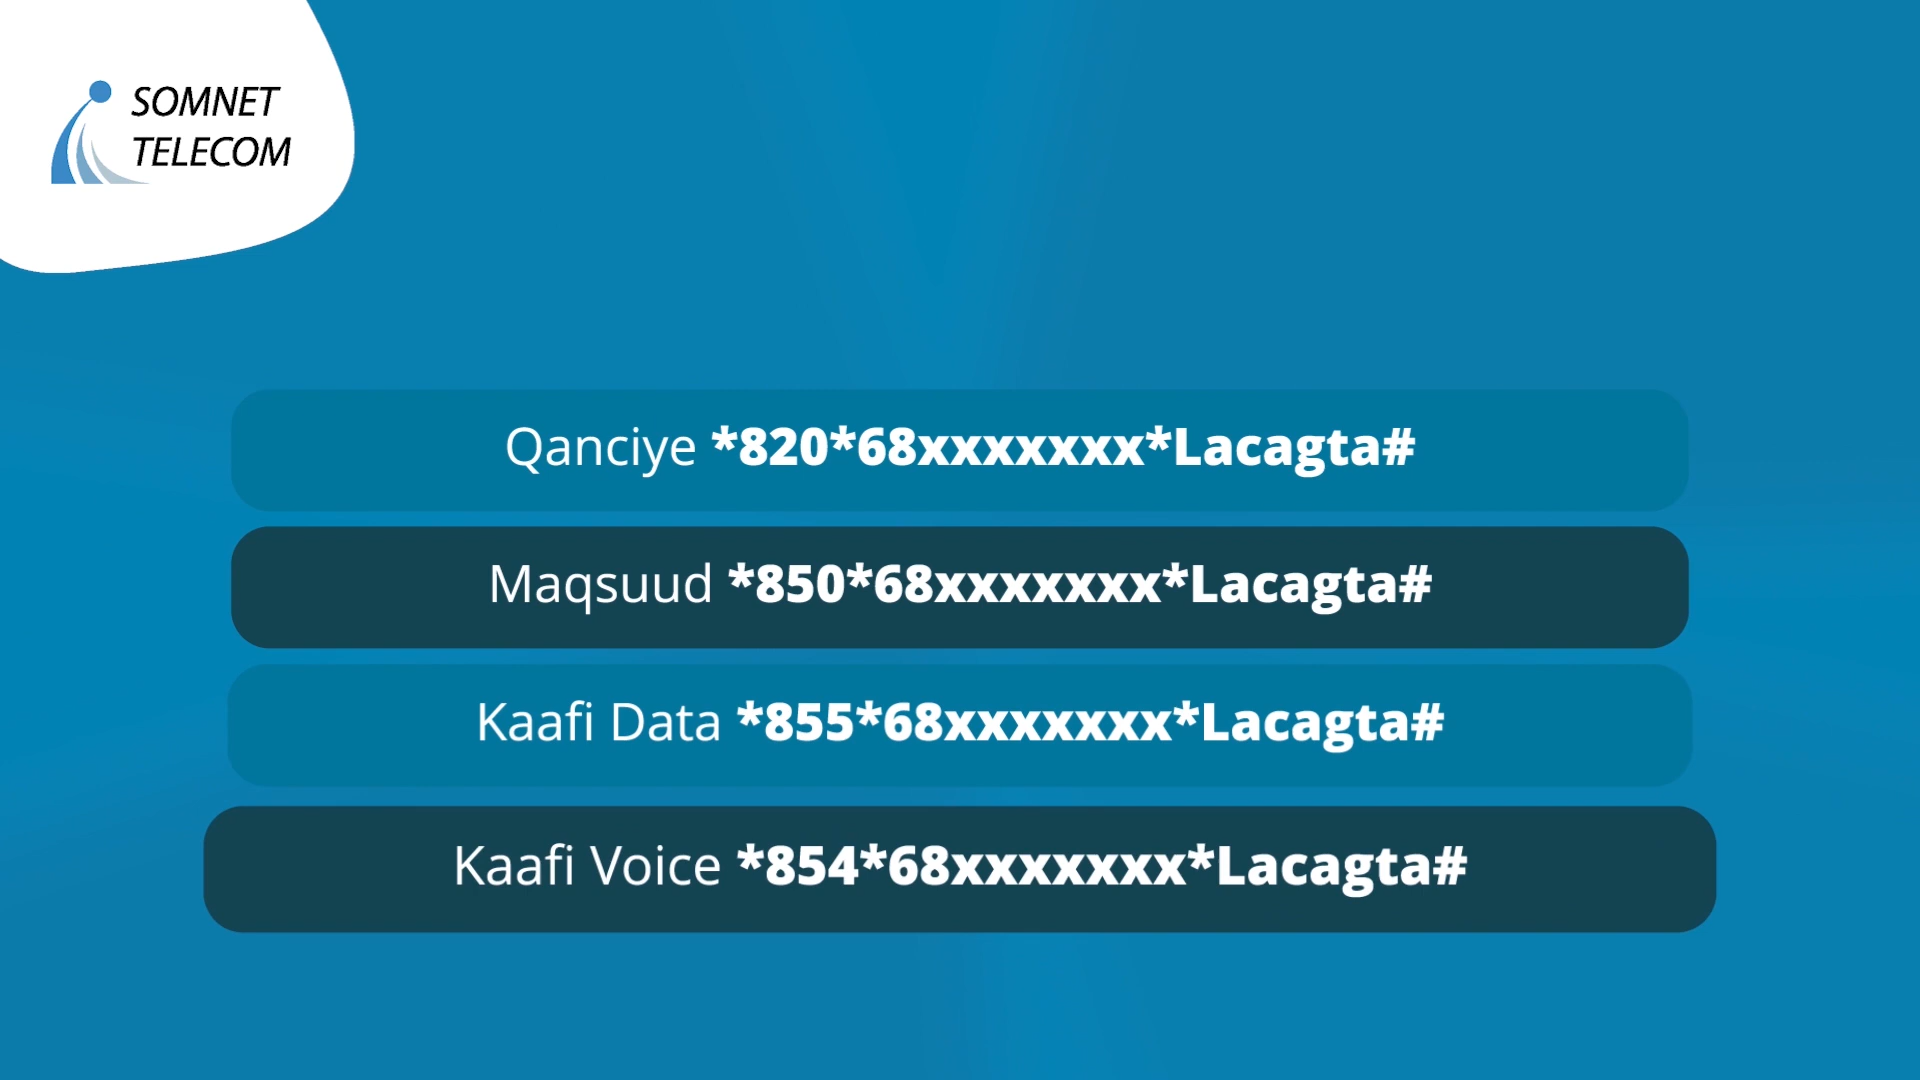 SOMNET
TELECOM
Qanciye *820*68xxxxxxx*Lacagta#
Maqsuud *850*68xxxxxxx*Lacagta#
Kaafi Data *855*68xxxxxxx*Lacagta#
Kaafi Voice *854*68xxxxxxx*Lacagta#